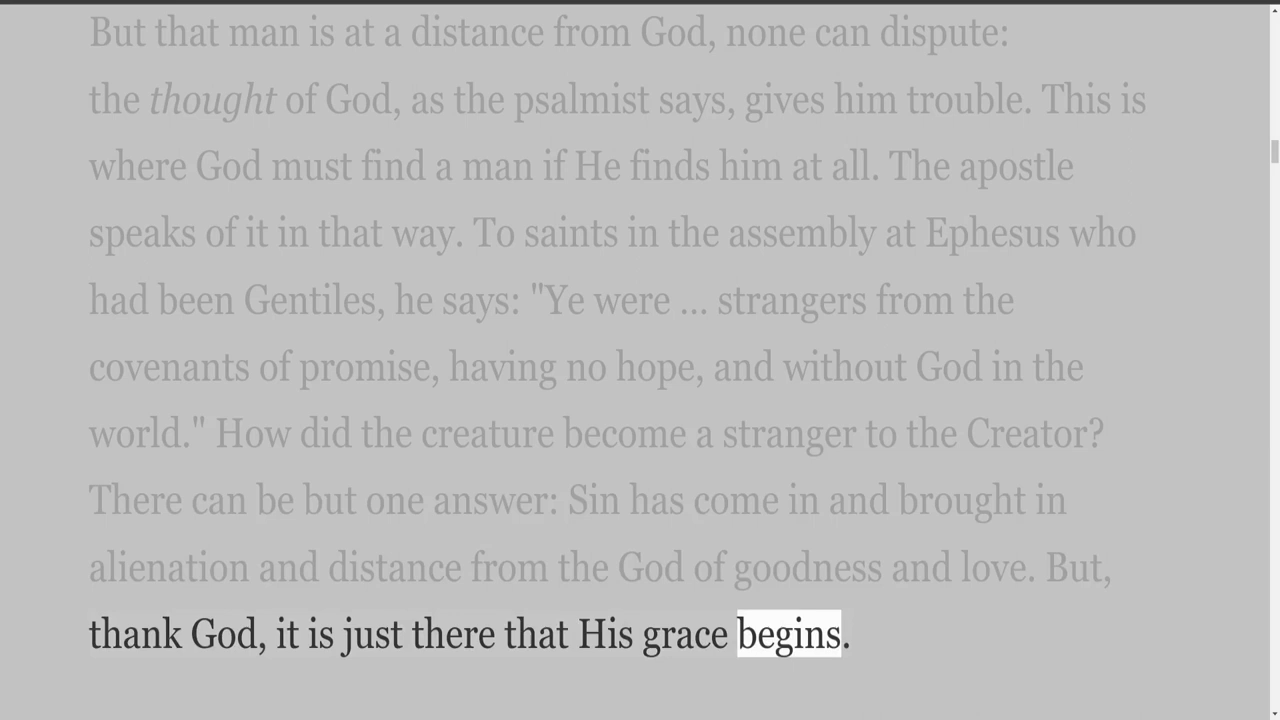 But that man is at a distance from God, none can dispute:
the thought of God, as the psalmist says, gives him trouble. This is
where God must find a man if He finds him at all. The apostle
speaks of it in that way. To saints in the assembly at Ephesus who
had been Gentiles, he says: "Ye were ... strangers from the
covenants of promise, having no hope, and without God in the
world." How did the creature become a stranger to the Creator?
There can be but one answer: Sin has come in and brought in
alienation and distance from the God of goodness and love. But,
thank God, it is just there that His grace begins.